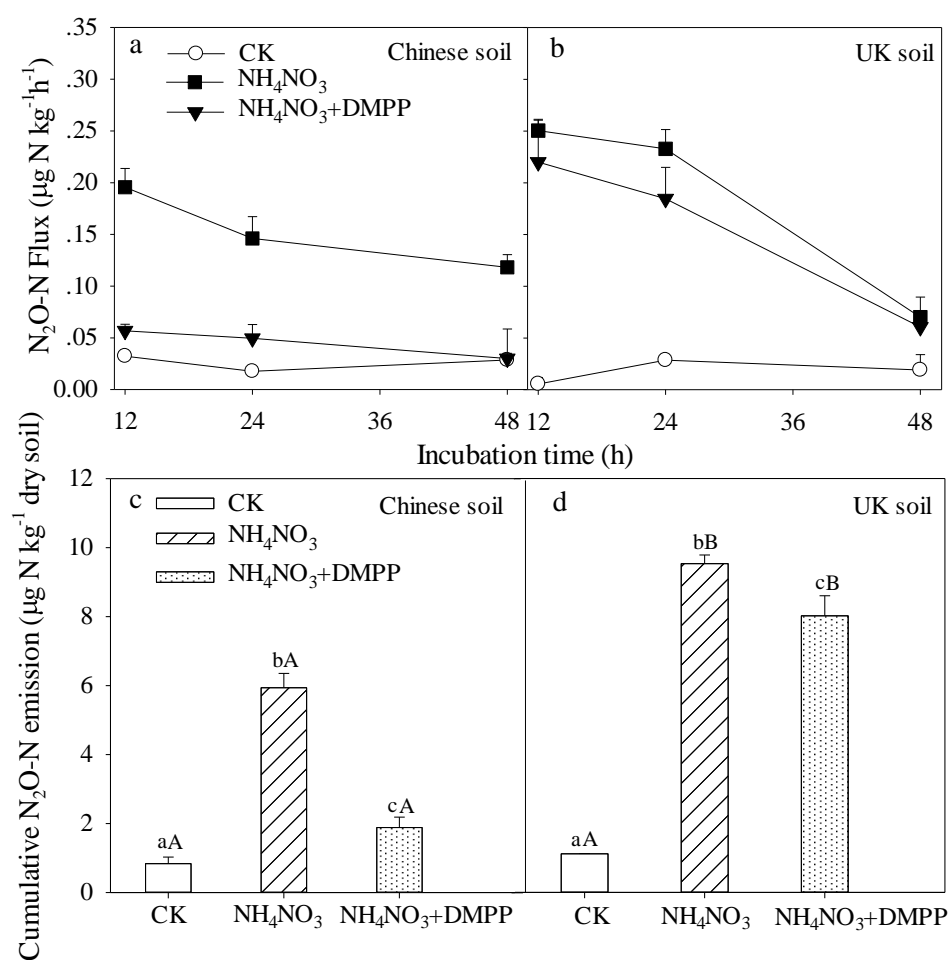 N₂O-N Flux (µg N kg⁻¹h⁻¹)
.35
.30
.25
.20
.15
.10
.05
0.00
a
Chinese soil
CK
NH₄NO₃
NH₄NO₃+DMPP
b
UK soil
12 24 36 48 12 24 36 48
Incubation time (h)
Cumulative N₂O-N emission (µg N kg⁻¹ dry soil)
12
10
8
6
4
2
0
c
Chinese soil
CK
NH₄NO₃
NH₄NO₃+DMPP
aA
bA
cA
d
UK soil
aA
bB
cB
CK NH₄NO₃ NH₄NO₃+DMPP CK NH₄NO₃ NH₄NO₃+DMPP